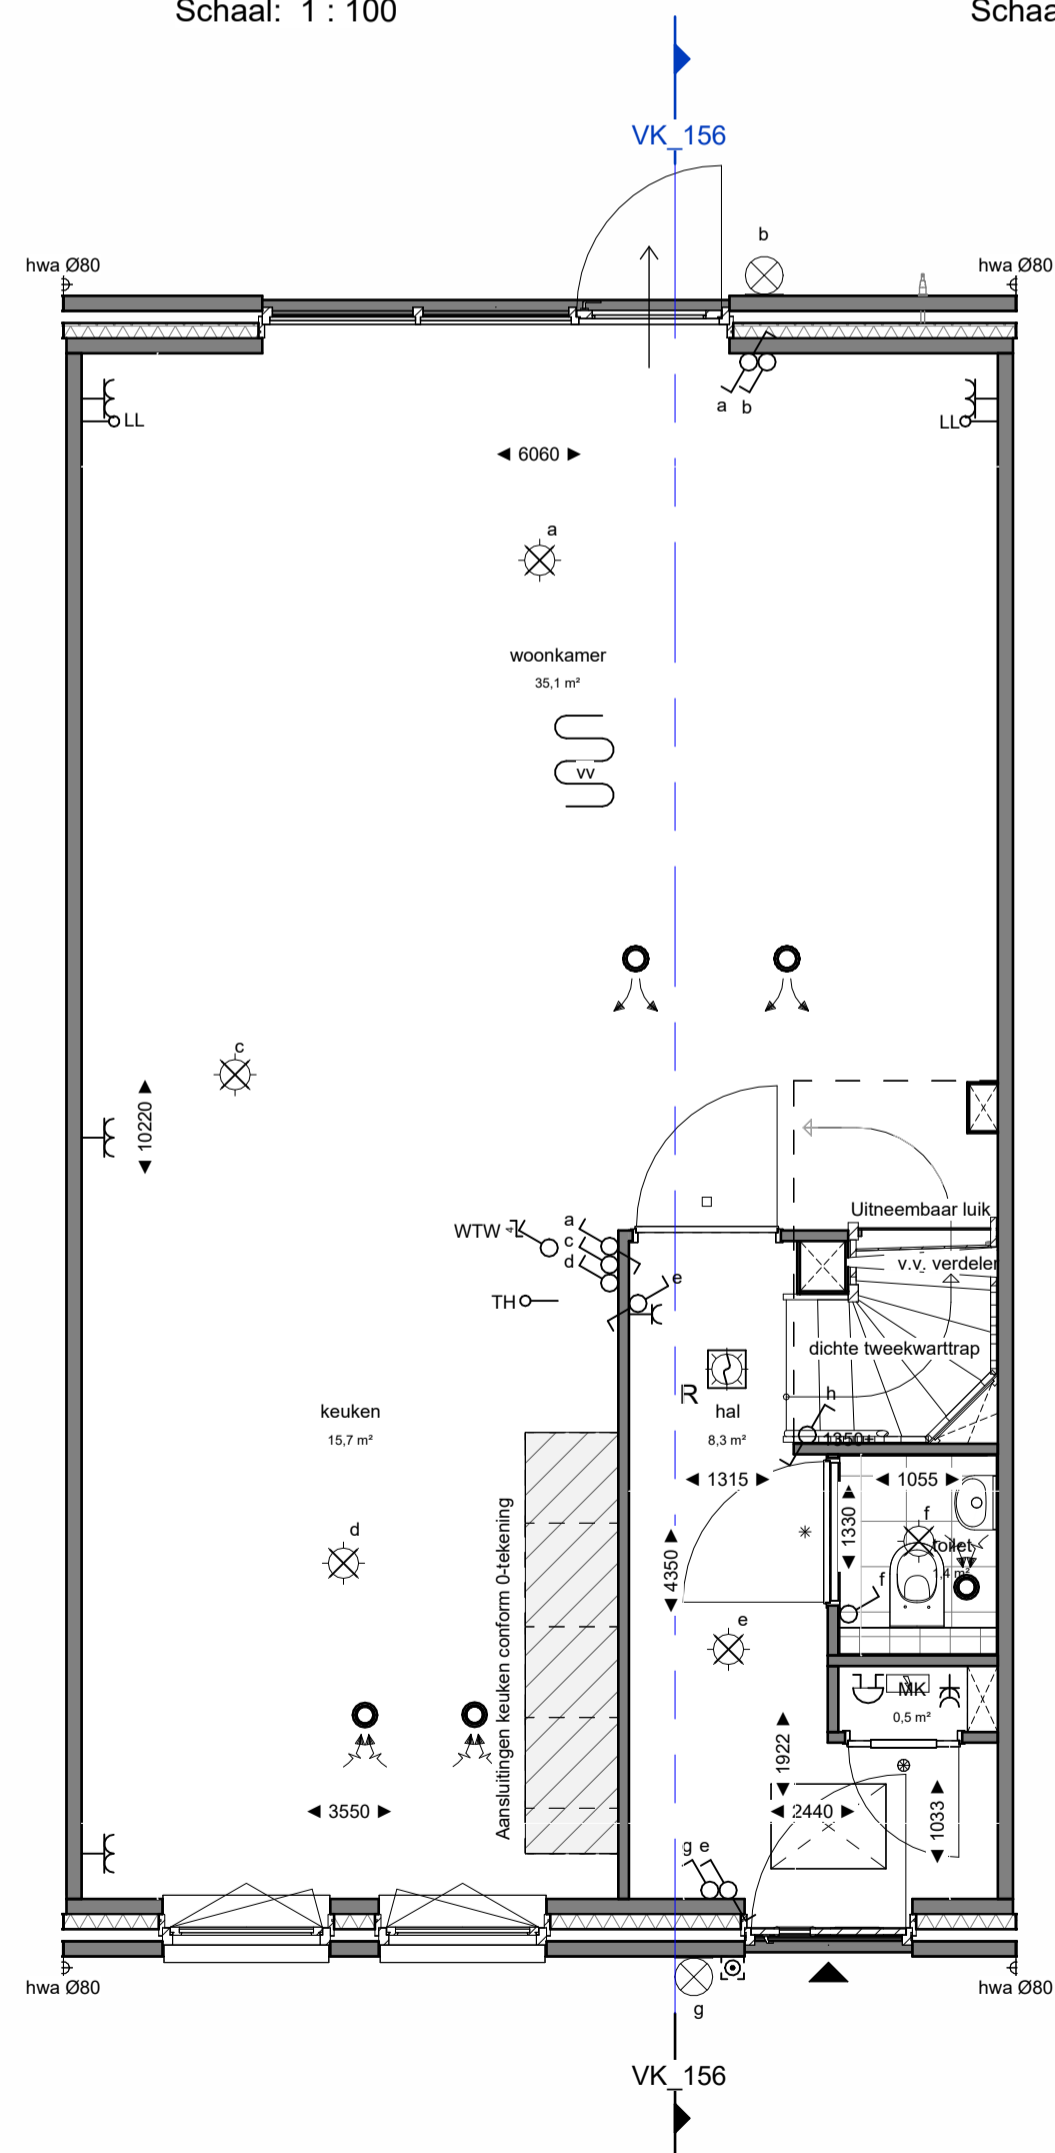 Schaal: 1 : 100
Schaa
VK_156
b
hwa Ø80
hwa Ø80
a b
LL
LL
6060
a
woonkamer
35,1 m²
vv
c
10220
Uitneembaar luik
WTW
a
c
d
v.v. verdeler
e
TH
dichte tweekwarttrap
h
R
keuken
15,7 m²
hal
8,3 m²
1350+
1315
1055
1330
f
toilet
1,4 m²
d
4350
f
Aansluitingen keuken conform 0-tekening
e
MK
0,5 m²
1922
3550
2440
1033
g e
hwa Ø80
hwa Ø80
g
VK_156